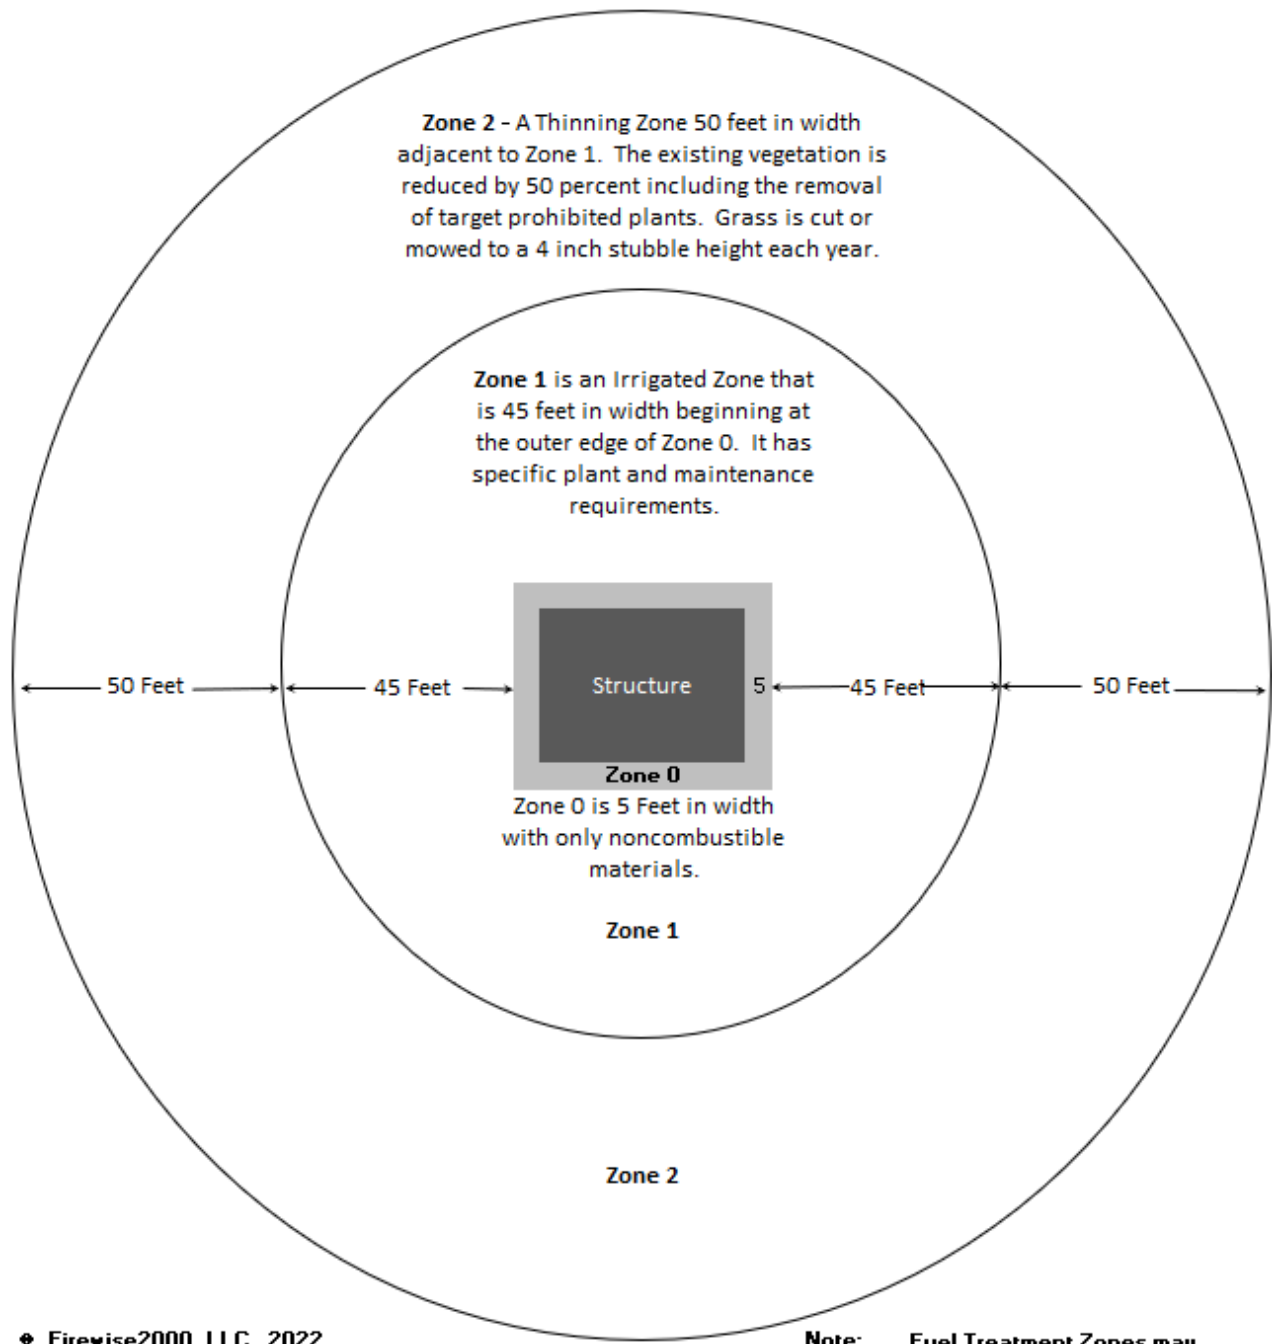 Zone 2 - A Thinning Zone 50 feet in width
adjacent to Zone 1. The existing vegetation is
reduced by 50 percent including the removal
of target prohibited plants. Grass is cut or
mowed to a 4 inch stubble height each year.
Zone 1 is an Irrigated Zone that
is 45 feet in width beginning at
the outer edge of Zone 0. It has
specific plant and maintenance
requirements.
50 Feet
45 Feet
Structure
5
45 Feet
50 Feet
Zone 0
Zone 0 is 5 Feet in width
with only noncombustible
materials.
Zone 1
Zone 2
Firewise2000, LLC. 2022
Note: Fuel Treatment Zones may